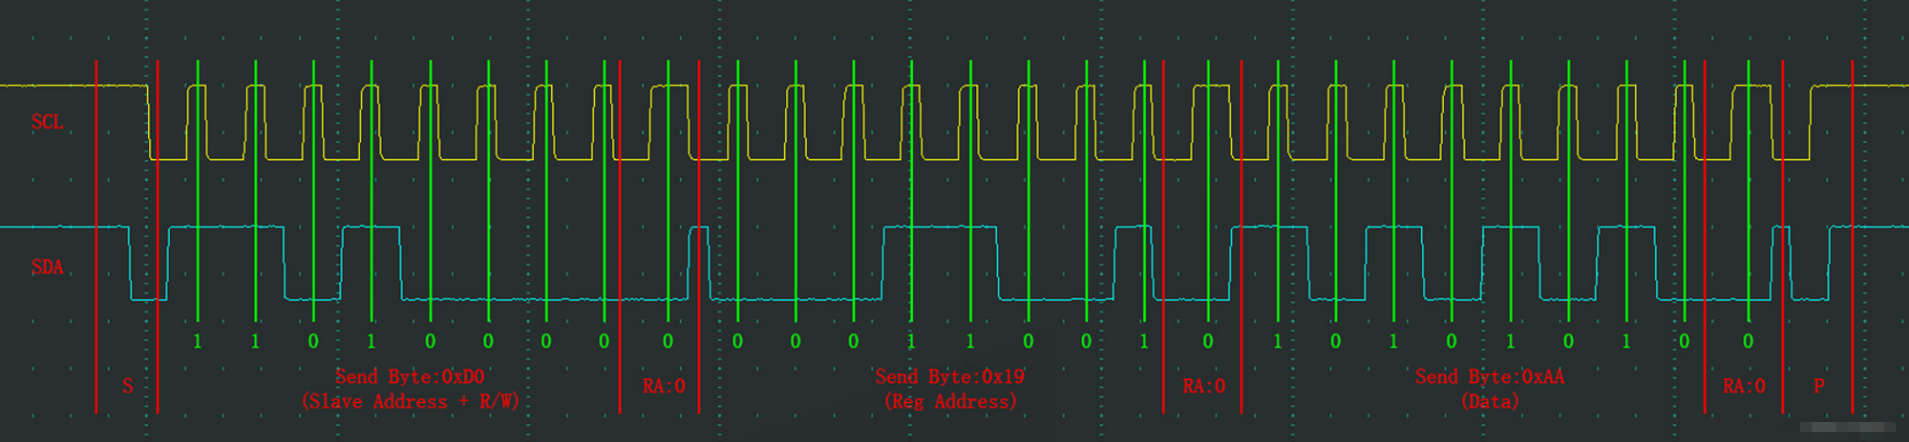 SCL
SDA
1 1 0 1 0 0 0 0 0 0 0 0 1 1 0 0 1 0 1 0 1 0 1 0 1 0 0
S
Send Byte:0xD0
(Slave Address + R/W)
RA:0
Send Byte:0x19
(Reg Address)
RA:0
Send Byte:0xAA
(Data)
RA:0
P